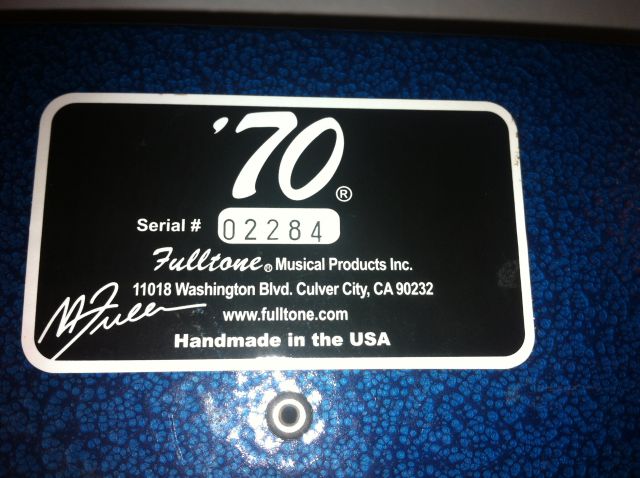 '70®
Serial # 02284
Fulltone® Musical Products Inc.
11018 Washington Blvd. Culver City, CA 90232
www.fulltone.com
M Fuller
Handmade in the USA